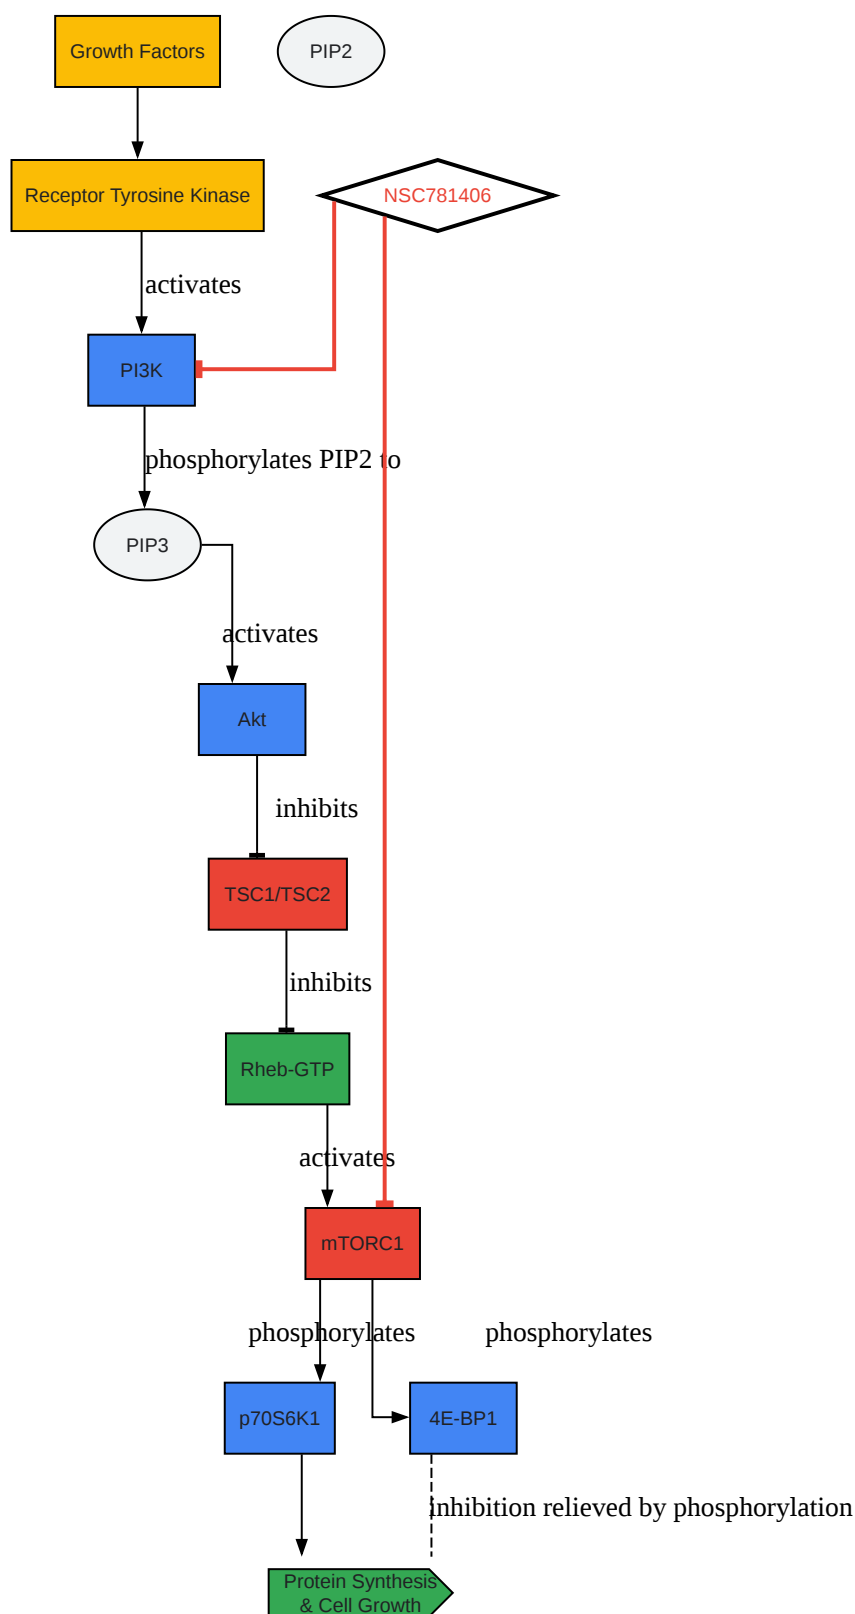 Growth Factors
PIP2
Receptor Tyrosine Kinase
NSC781406
activates
PI3K
phosphorylates PIP2 to
PIP3
activates
Akt
inhibits
TSC1/TSC2
inhibits
Rheb-GTP
activates
mTORC1
phosphorylates
phosphorylates
p70S6K1
4E-BP1
inhibition relieved by phosphorylation
Protein Synthesis
& Cell Growth